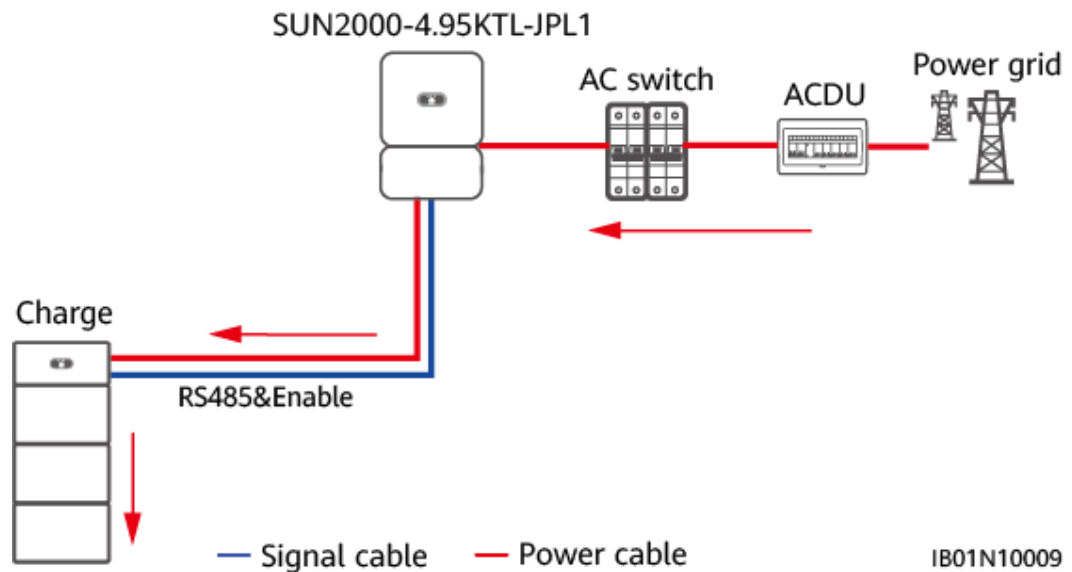 SUN2000-4.95KTL-JPL1
AC switch
ACDU
Power grid
Charge
RS485&Enable
Signal cable
Power cable
IB01N10009